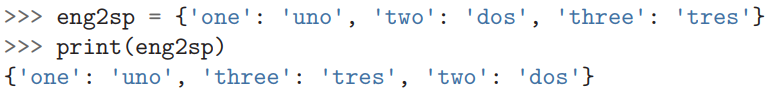 >>> eng2sp = {'one': 'uno', 'two': 'dos', 'three': 'tres'}
>>> print(eng2sp)
{'one': 'uno', 'three': 'tres', 'two': 'dos'}